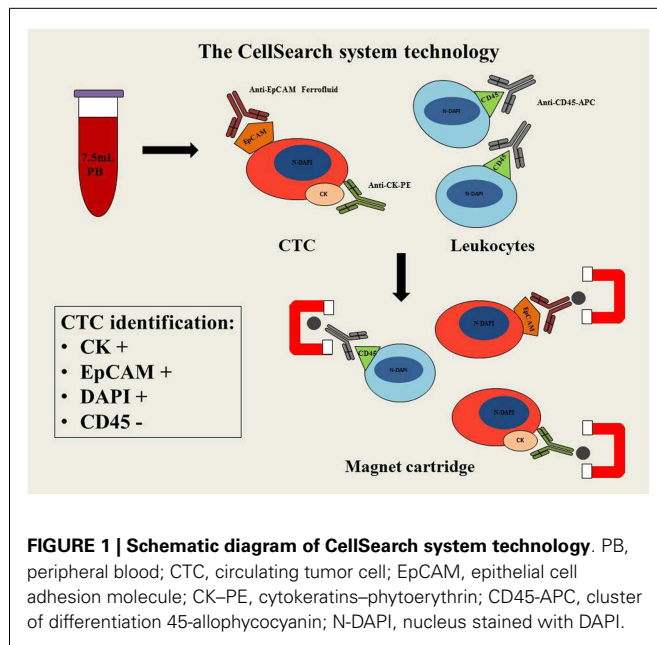 The CellSearch system technology
7.5mL
PB
Anti-EpCAM Ferrofluid
EpCAM
N-DAPI
CK
Anti-CK-PE
CTC
CD45
N-DAPI
Anti-CD45-APC
CD45
N-DAPI
Leukocytes
CTC identification:
• CK +
• EpCAM +
• DAPI +
• CD45 -
CD45
N-DAPI
N-DAPI
EpCAM
N-DAPI
CK
Magnet cartridge
FIGURE 1 | Schematic diagram of CellSearch system technology. PB,
peripheral blood; CTC, circulating tumor cell; EpCAM, epithelial cell
adhesion molecule; CK–PE, cytokeratins–phytoerythrin; CD45-APC, cluster
of differentiation 45-allophycocyanin; N-DAPI, nucleus stained with DAPI.